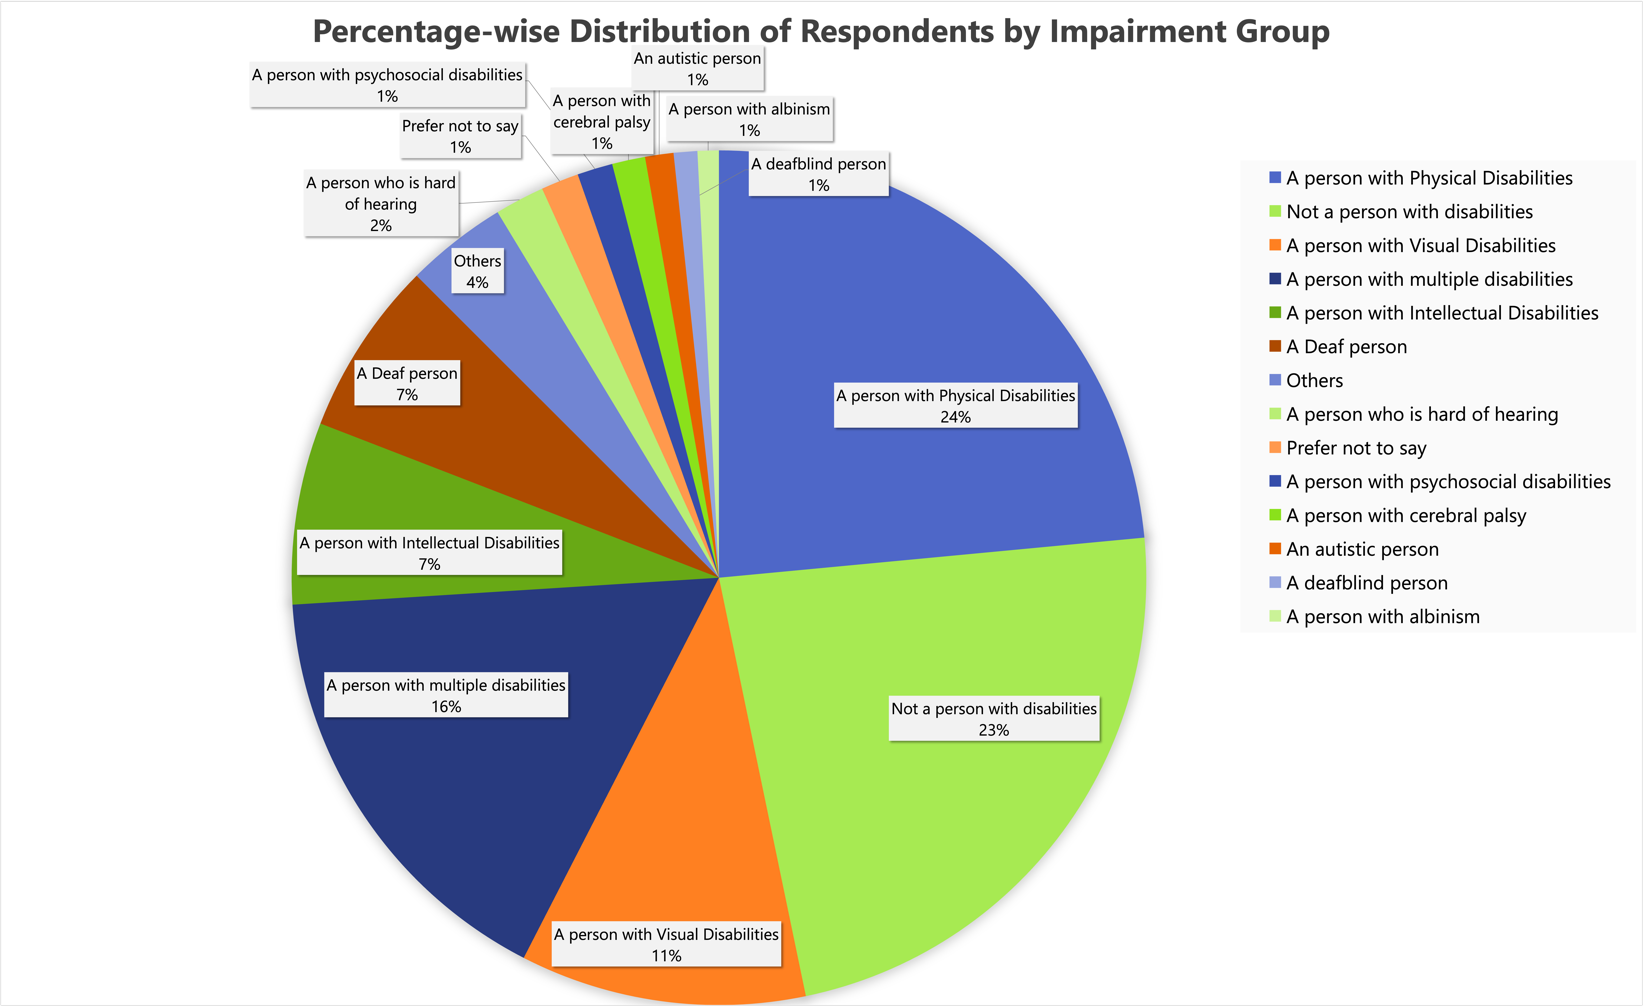 Percentage-wise Distribution of Respondents by Impairment Group
An autistic person
1%
A person with psychosocial disabilities
1%
A person with
cerebral palsy
1%
A person with albinism
1%
Prefer not to say
1%
A deafblind person
1%
A person who is hard
of hearing
2%
Others
4%
A Deaf person
7%
A person with Physical Disabilities
24%
A person with Intellectual Disabilities
7%
A person with multiple disabilities
16%
Not a person with disabilities
23%
A person with Visual Disabilities
11%
A person with Physical Disabilities
Not a person with disabilities
A person with Visual Disabilities
A person with multiple disabilities
A person with Intellectual Disabilities
A Deaf person
Others
A person who is hard of hearing
Prefer not to say
A person with psychosocial disabilities
A person with cerebral palsy
An autistic person
A deafblind person
A person with albinism